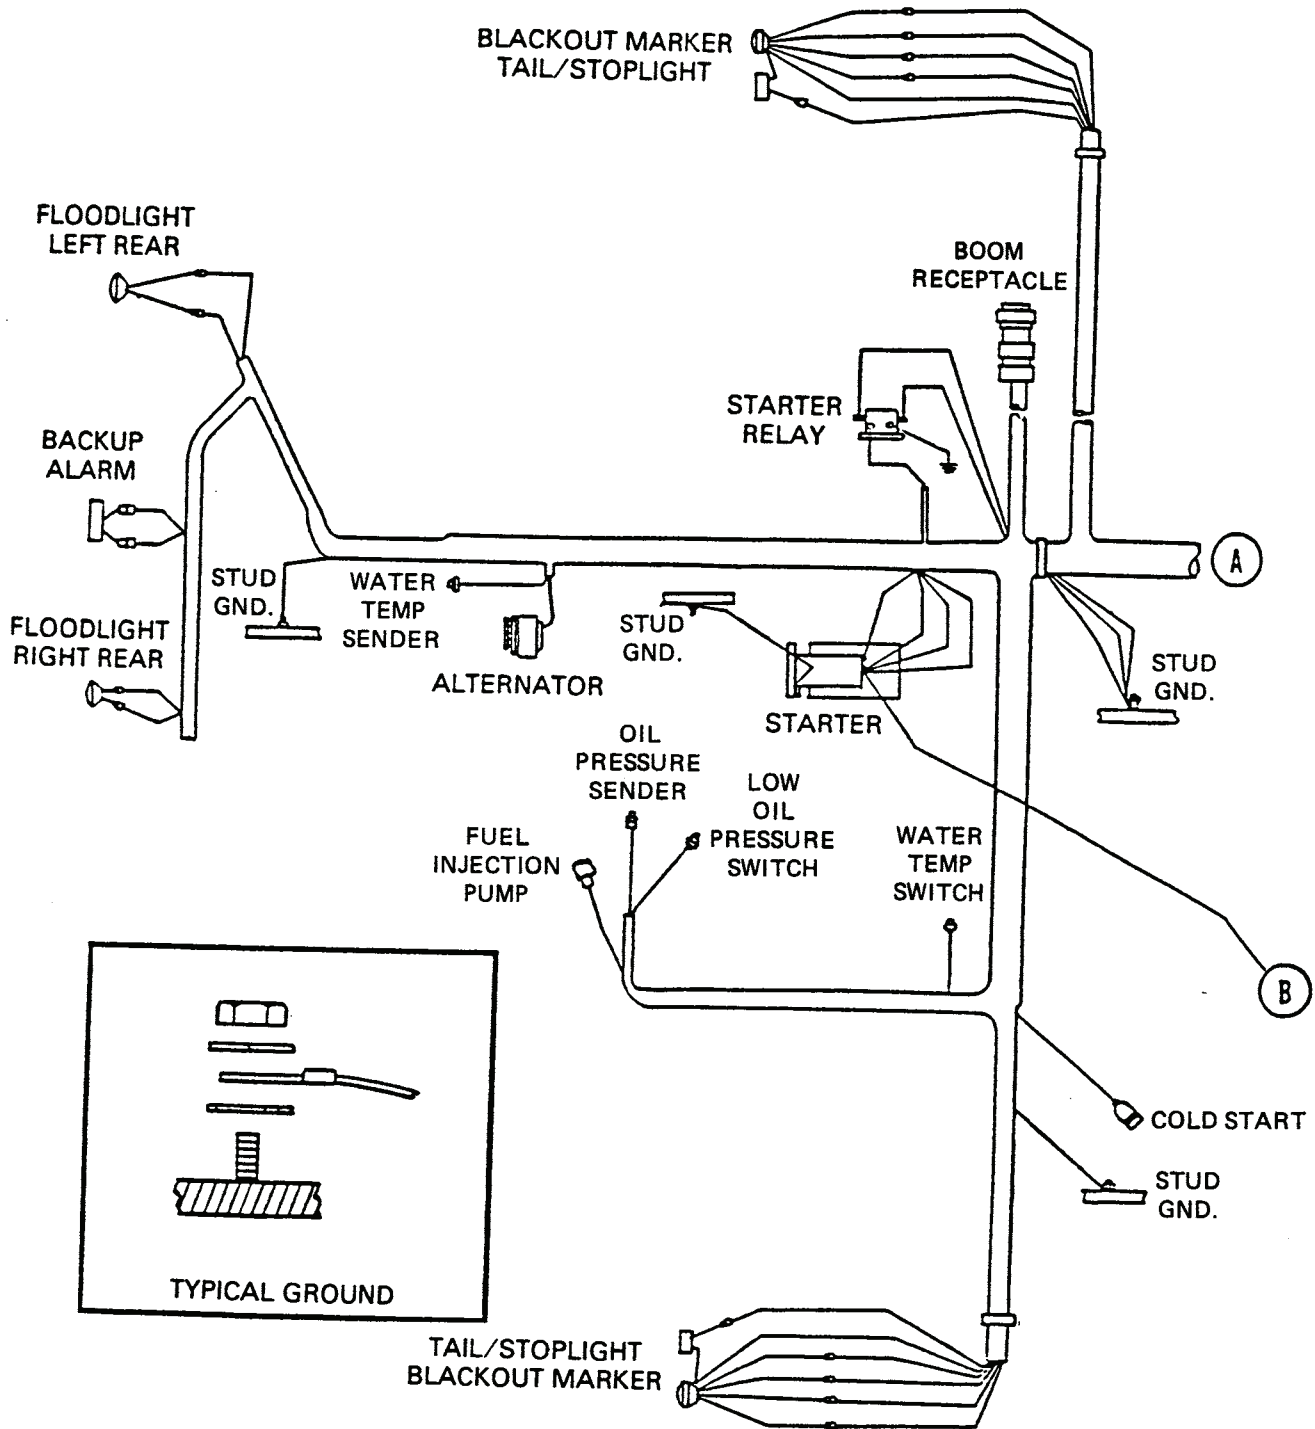 BLACKOUT MARKER
TAIL/STOPLIGHT
FLOODLIGHT
LEFT REAR
BOOM
RECEPTACLE
STARTER
RELAY
BACKUP
ALARM
A
STUD
GND.
WATER
TEMP
SENDER
FLOODLIGHT
RIGHT REAR
ALTERNATOR
STUD
GND.
STARTER
STUD
GND.
OIL
PRESSURE
SENDER
LOW
OIL
PRESSURE
SWITCH
FUEL
INJECTION
PUMP
WATER
TEMP
SWITCH
B
COLD START
STUD
GND.
TYPICAL GROUND
TAIL/STOPLIGHT
BLACKOUT MARKER